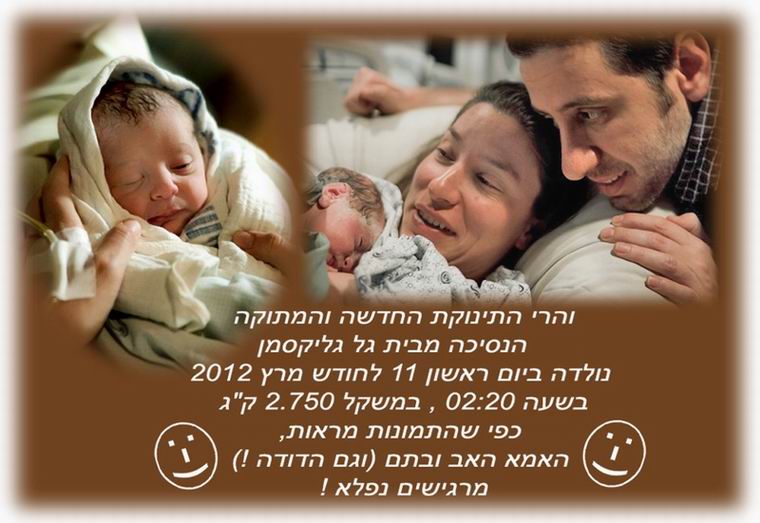 והרי התינוקת החדשה והמתוקה
הנסיכה מבית גל גליקסמן
נולדה ביום ראשון 11 לחודש מרץ 2012
בשעה 02:20 , במשקל 2.750 ק"ג
כפי שהתמונות מראות,
האמא האב ובתם (וגם הדודה !)
מרגישים נפלא !